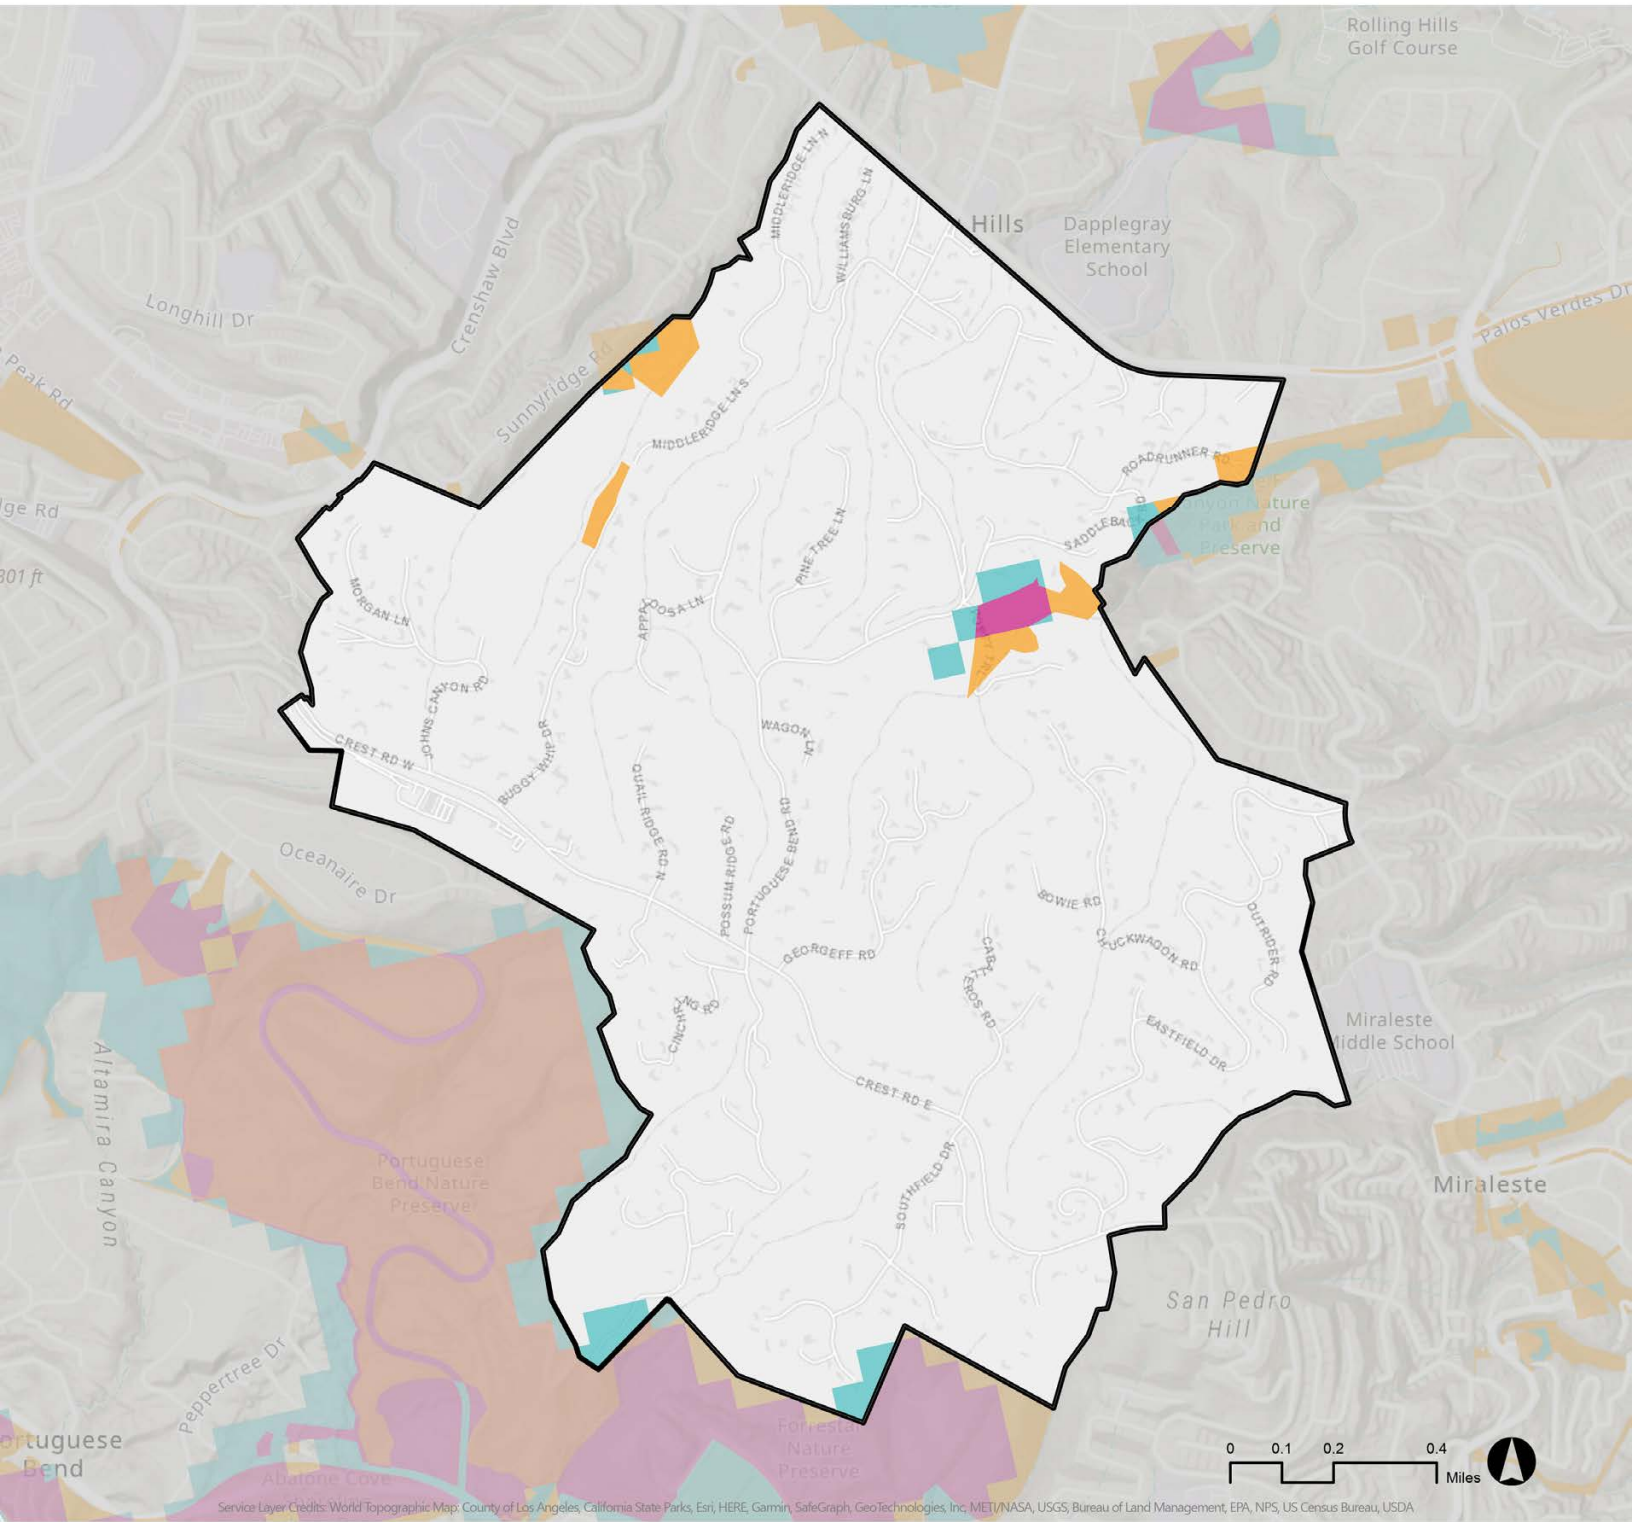 Rolling Hills
Golf Course
MIDDLERIDGE LN N
WILLIAMSBURG LN
Hills
Dapplegray
Elementary
School
Crenshaw Blvd
Longhill Dr
Palos Verdes Dr
Peak Rd
Sunnyridge Rd
MIDDLERIDGE LN S
ROADRUNNER RD
PINE TREE LN
SADDLEBACK
Nature
Park and
Preserve
MORGAN LN
APPALOOSA LN
JOHNS CANYON RD
WAGON LN
CREST RD W
BUGGY WHIP DR
QUAIL RIDGE RD N
POSSUM RIDGE RD
PORTUGUESE BEND RD
Oceanaire Dr
BOWIE RD
CHUCKWAGON RD
OUTRIDER RD
GEORGEFF RD
CABALLEROS RD
CINCHRING RD
EASTFIELD DR
Miraleste
Middle School
Altamira Canyon
CREST RD E
SOUTHFIELD DR
Portuguese
Bend Nature
Preserve
Miraleste
San Pedro
Hill
Peppertree Dr
Forrestal
Nature
Preserve
ortuguese
Bend
Abalone Cove
0 0.1 0.2 0.4
Miles
Service Layer Credits: World Topographic Map: County of Los Angeles, California State Parks, Esri, HERE, Garmin, SafeGraph, GeoTechnologies, Inc, METI/NASA, USGS, Bureau of Land Management, EPA, NPS, US Census Bureau, USDA